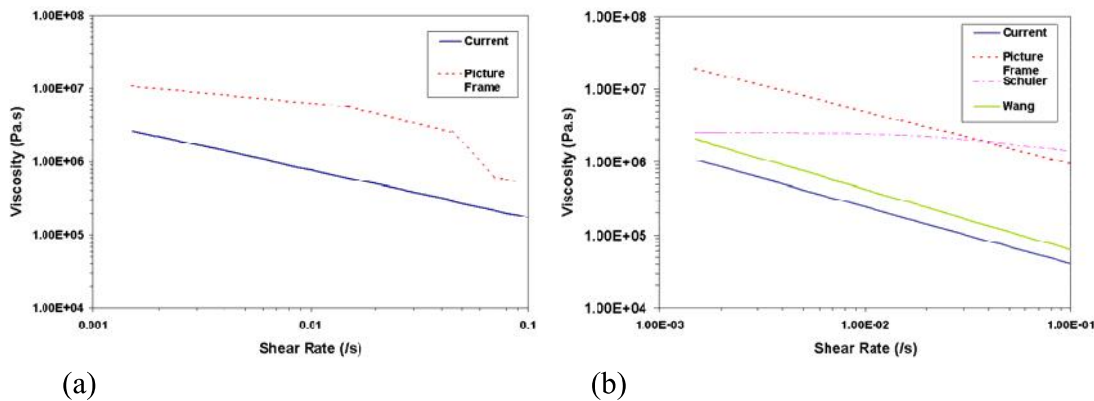 1.00E+08
1.00E+07
1.00E+06
1.00E+05
1.00E+04
Viscosity (Pa.s)
0.001
0.01
0.1
Shear Rate (/s)
Current
Picture
Frame
(a)
1.00E+08
1.00E+07
1.00E+06
1.00E+05
1.00E+04
Viscosity (Pa.s)
1.00E-03
1.00E-02
1.00E-01
Shear Rate (/s)
Current
Picture
Frame
Schuler
Wang
(b)